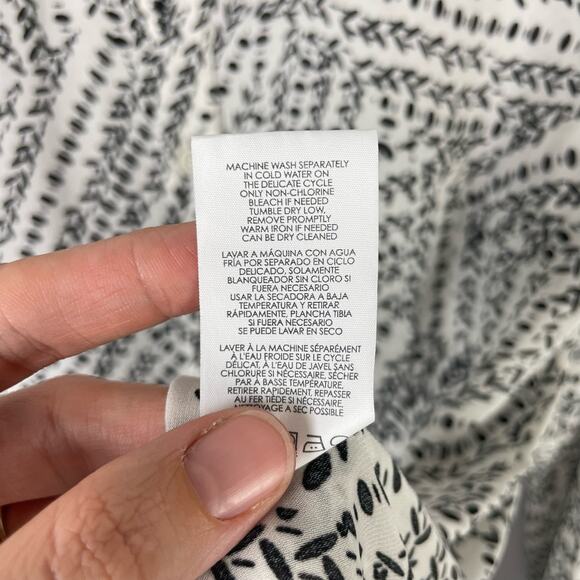 MACHINE WASH SEPARATELY
IN COLD WATER ON
THE DELICATE CYCLE
ONLY NON-CHLORINE
BLEACH IF NEEDED
TUMBLE DRY LOW,
REMOVE PROMPTLY
WARM IRON IF NEEDED
CAN BE DRY CLEANED
LAVAR A MÁQUINA CON AGUA
FRÍA POR SEPARADO EN CICLO
DELICADO, SOLAMENTE
BLANQUEADOR SIN CLORO SI
FUERA NECESARIO
USAR LA SECADORA A BAJA
TEMPERATURA Y RETIRAR
RÁPIDAMENTE, PLANCHA TIBIA
SI FUERA NECESARIO
SE PUEDE LAVAR EN SECO
LAVER À LA MACHINE SÉPARÉMENT
À L'EAU FROIDE SUR LE CYCLE
DÉLICAT, À L'EAU DE JAVEL SANS
CHLORURE SI NÉCESSAIRE, SÉCHER
PAR À BASSE TEMPÉRATURE,
RETIRER RAPIDEMENT, REPASSER
AU FER TIÈDE SI NÉCESSAIRE,
NETTOYAGE A SEC POSSIBLE